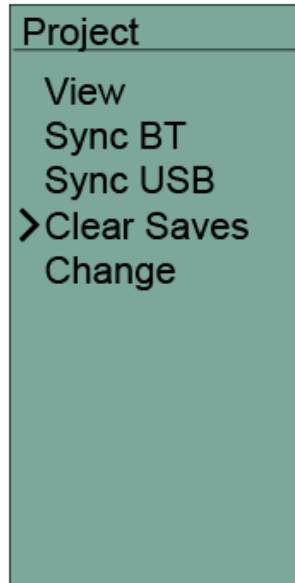 Project
View
Sync BT
Sync USB
Clear Saves
Change